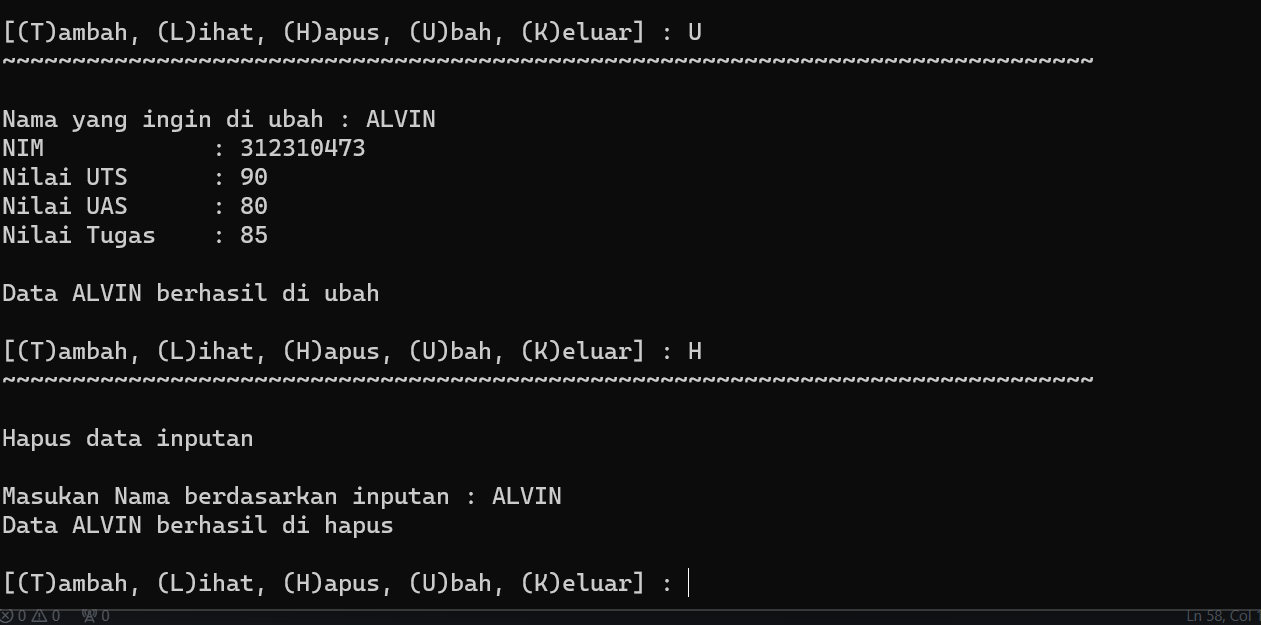 [(T)ambah, (L)ihat, (H)apus, (U)bah, (K)eluar] : U
~~~~~~~~~~~~~~~~~~~~~~~~~~~~~~~~~~~~~~~~~~~~~~~~~~~~~~~~~~~~~~~~~~~~~~~~~~~~~~
Nama yang ingin di ubah : ALVIN
NIM             : 312310473
Nilai UTS       : 90
Nilai UAS       : 80
Nilai Tugas     : 85
Data ALVIN berhasil di ubah
[(T)ambah, (L)ihat, (H)apus, (U)bah, (K)eluar] : H
~~~~~~~~~~~~~~~~~~~~~~~~~~~~~~~~~~~~~~~~~~~~~~~~~~~~~~~~~~~~~~~~~~~~~~~~~~~~~~
Hapus data inputan
Masukan Nama berdasarkan inputan : ALVIN
Data ALVIN berhasil di hapus
[(T)ambah, (L)ihat, (H)apus, (U)bah, (K)eluar] :
0 0 0 Ln 58, Col 1